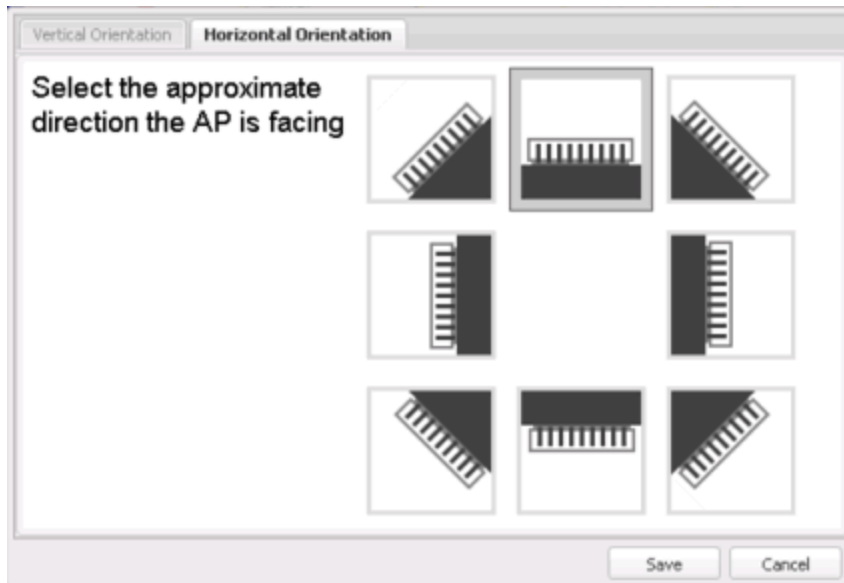 Vertical Orientation
Horizontal Orientation
Select the approximate
direction the AP is facing
Save
Cancel